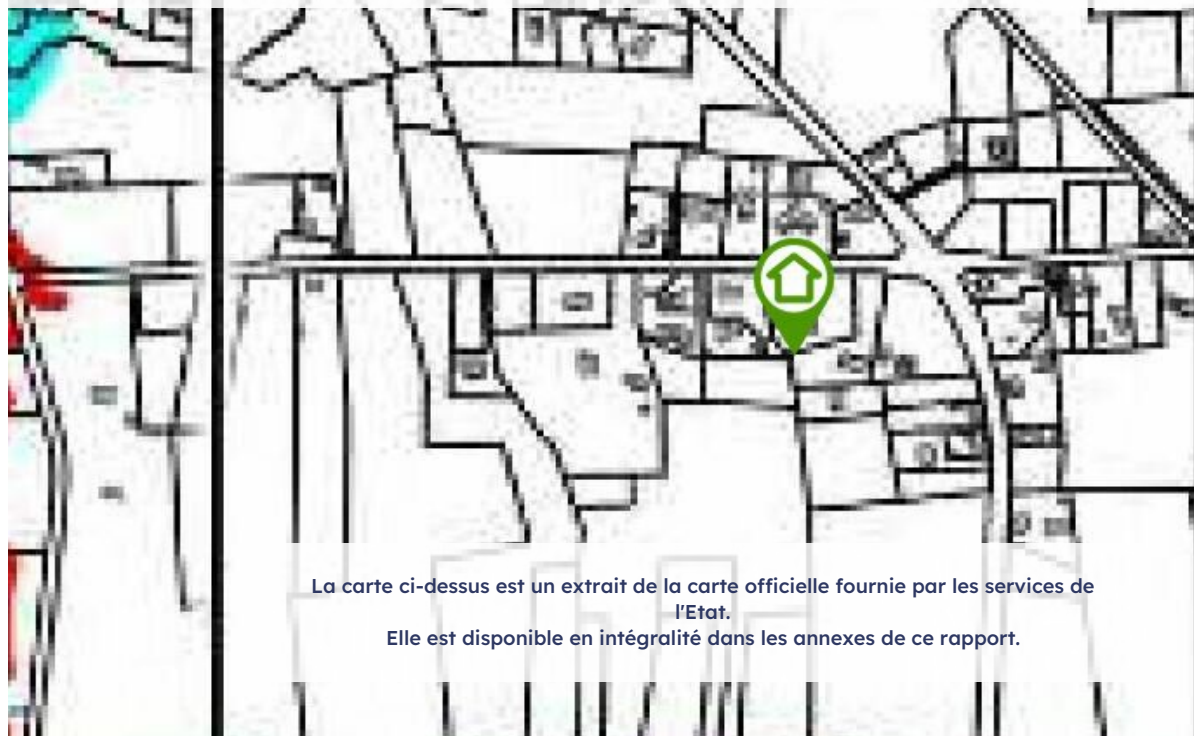 La carte ci-dessus est un extrait de la carte officielle fournie par les services de
l'Etat.
Elle est disponible en intégralité dans les annexes de ce rapport.